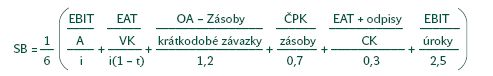 SB = 1/6 ( (EBIT/A)/i + (EAT/VK)/i(1 – t) + ((OA – Zásoby)/krátkodobé závazky)/1,2 + (ČPK/zásoby)/0,7 + ((EAT + odpisy)/CK)/0,3 + (EBIT/úroky)/2,5 )